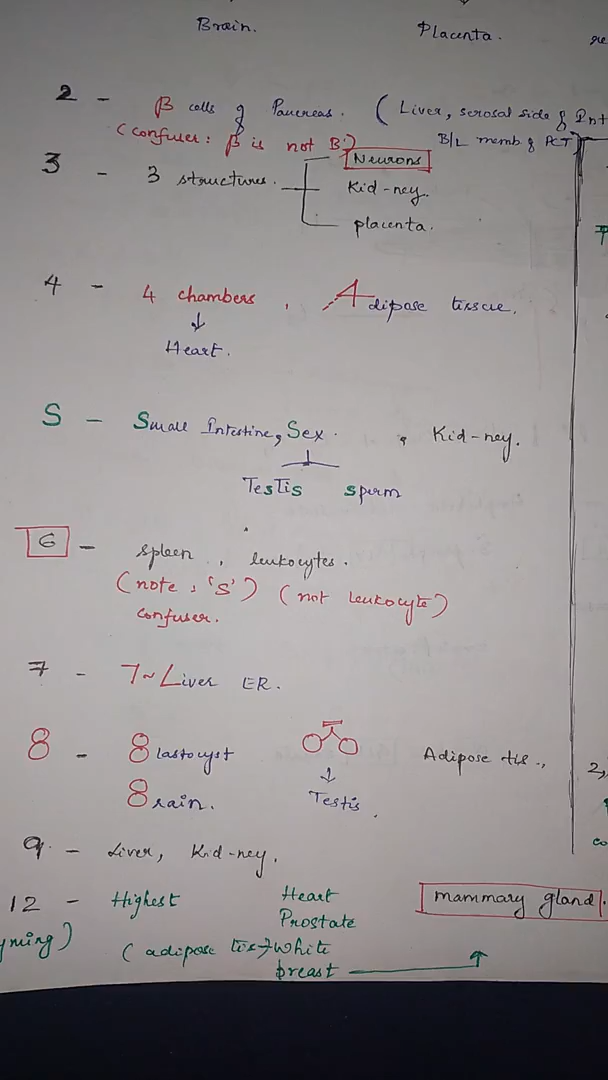 Brain. Placenta.
2 - β cells of Pancreas. (Liver, serosal side of Int
(confuser: β is not B.) B/L memb of PCT)
3 - 3 structures. Neurons
Kid-ney.
placenta.
4 - 4 chambers, Adipose tissue.
↓
Heart.
S - Small Intestine, Sex. Kid-ney.
Testis sperm
6 - spleen, leukocytes.
(note, 'S') (not leukocyte)
confuser.
7 - 7~Liver ER.
8 - 8lastocyst Adipose tis.,
↓ 2,
8rain. Testis.
co
9 - Liver, Kid-ney.
12 - Highest Heart mammary gland.
Prostate
yming) (adipose tis→white
breast